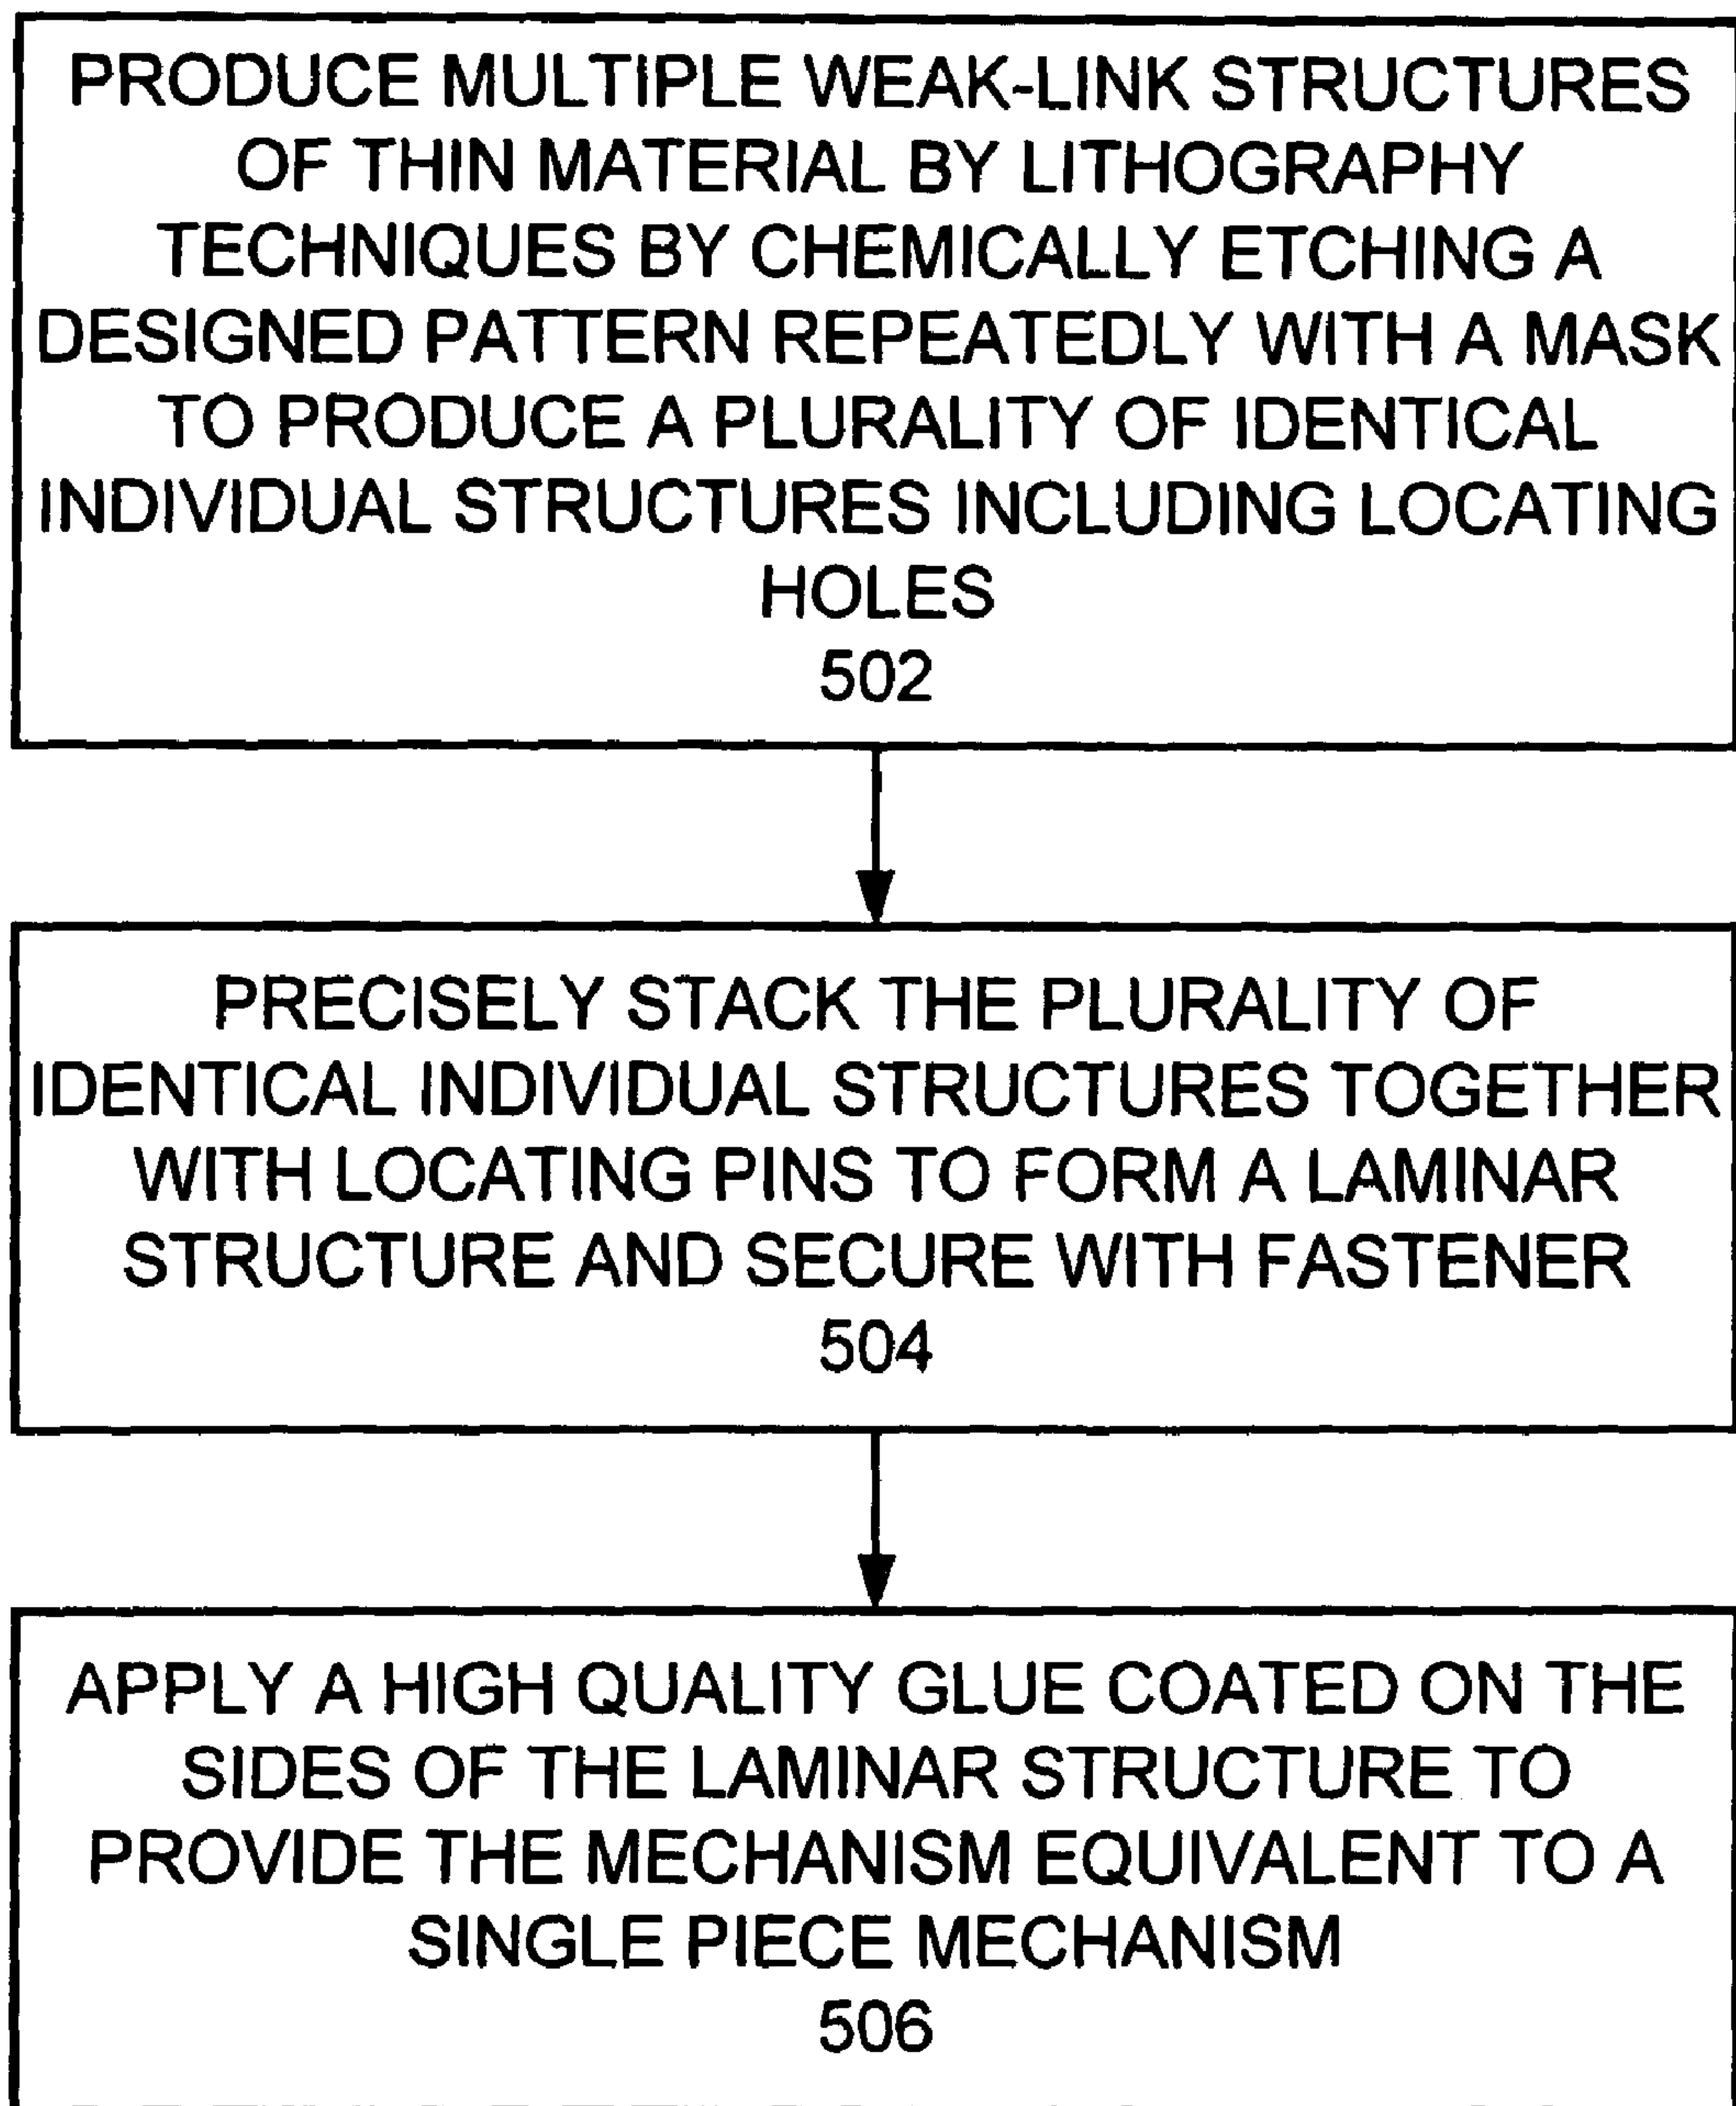 PRODUCE MULTIPLE WEAK-LINK STRUCTURES
OF THIN MATERIAL BY LITHOGRAPHY
TECHNIQUES BY CHEMICALLY ETCHING A
DESIGNED PATTERN REPEATEDLY WITH A MASK
TO PRODUCE A PLURALITY OF IDENTICAL
INDIVIDUAL STRUCTURES INCLUDING LOCATING
HOLES
502
PRECISELY STACK THE PLURALITY OF
IDENTICAL INDIVIDUAL STRUCTURES TOGETHER
WITH LOCATING PINS TO FORM A LAMINAR
STRUCTURE AND SECURE WITH FASTENER
504
APPLY A HIGH QUALITY GLUE COATED ON THE
SIDES OF THE LAMINAR STRUCTURE TO
PROVIDE THE MECHANISM EQUIVALENT TO A
SINGLE PIECE MECHANISM
506